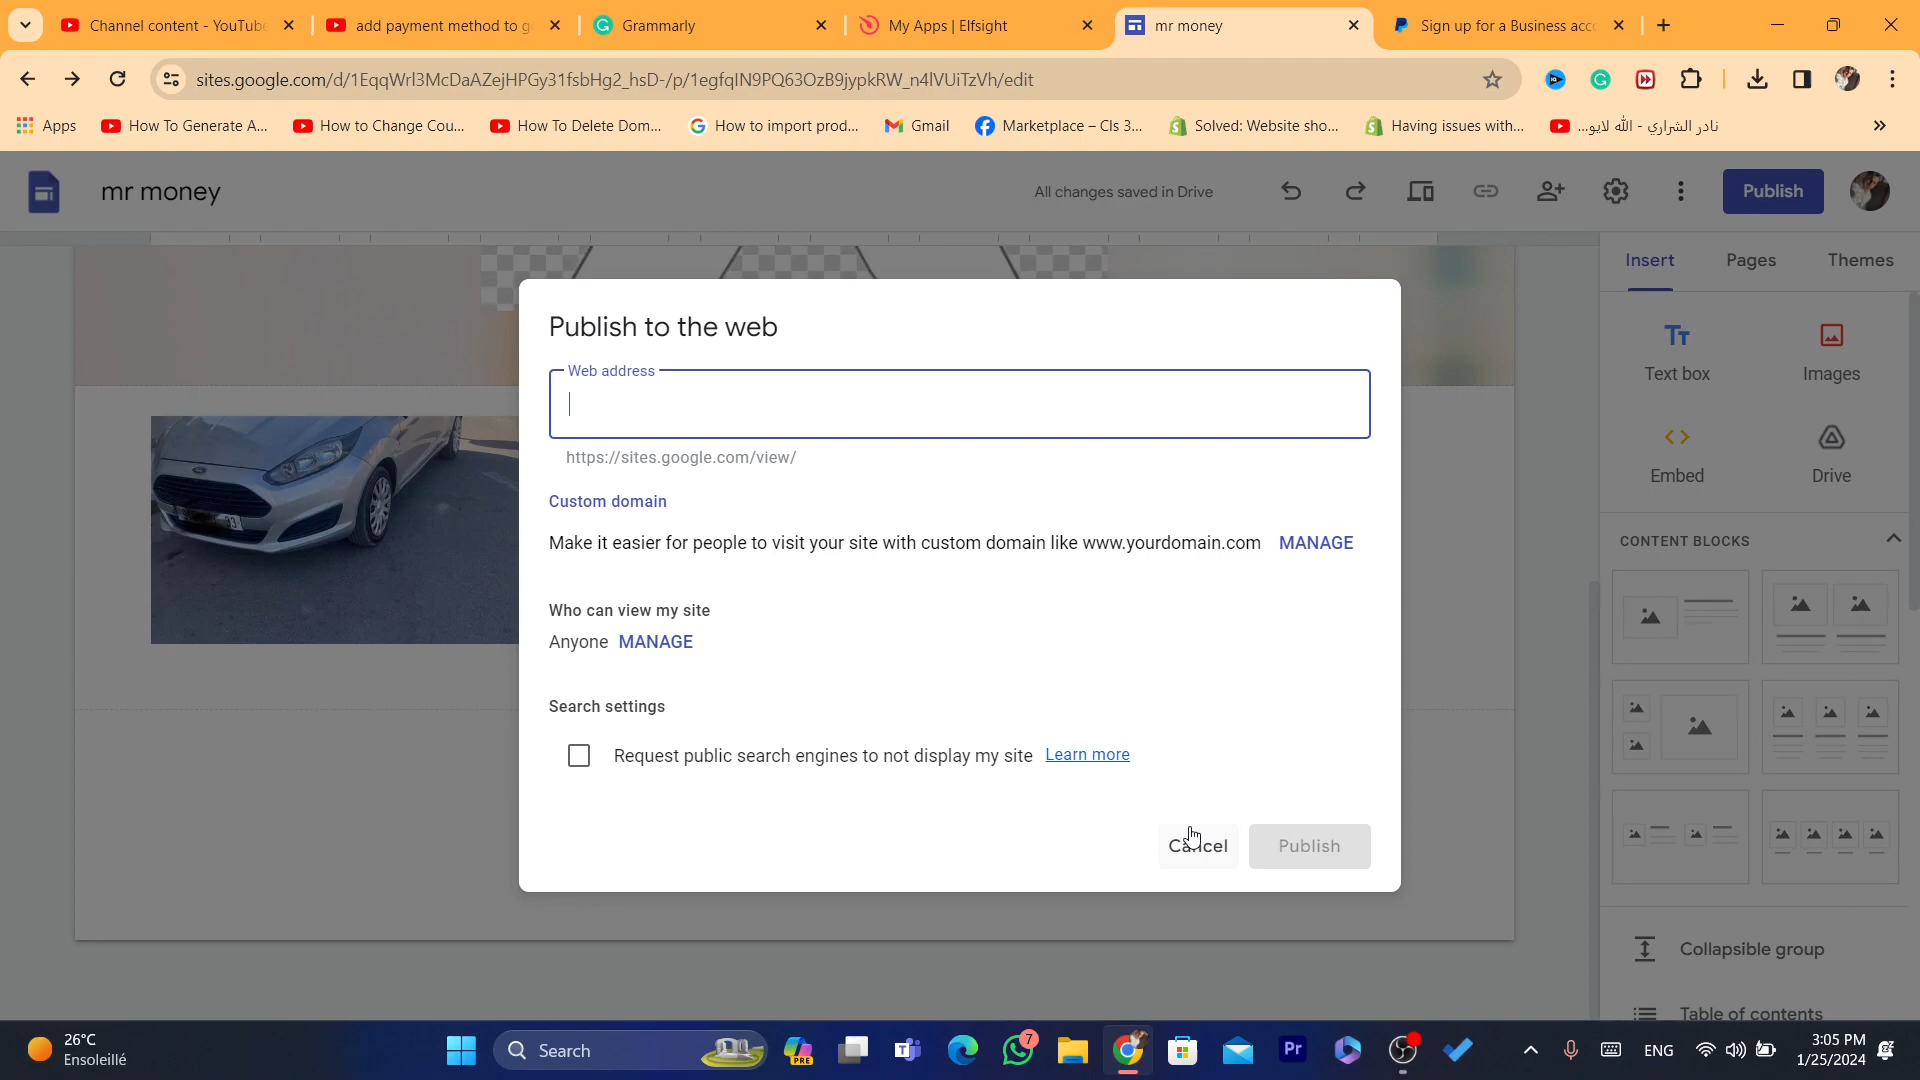 Channel content - YouTube
add payment method to g
Grammarly
My Apps | Elfsight
mr money
Sign up for a Business acc
sites.google.com/d/1EqqWrl3McDaAZejHPGy31fsbHg2_hsD-/p/1egfqIN9PQ63OzB9jypkRW_n4lVUiTzVh/edit
Apps
How To Generate A...
How to Change Cou...
How To Delete Dom...
How to import prod...
Gmail
Marketplace – Cls 3...
Solved: Website sho...
Having issues with...
نادر الشراري - الله لايو...
mr money
All changes saved in Drive
Publish
Insert
Pages
Themes
Publish to the web
Web address
https://sites.google.com/view/
Custom domain
Make it easier for people to visit your site with custom domain like www.yourdomain.com MANAGE
Who can view my site
Anyone MANAGE
Search settings
Request public search engines to not display my site Learn more
Cancel
Publish
Text box
Images
Embed
Drive
CONTENT BLOCKS
Collapsible group
Table of contents
26°C
Ensoleillé
Search
PRE
7
Pr
ENG
3:05 PM
1/25/2024